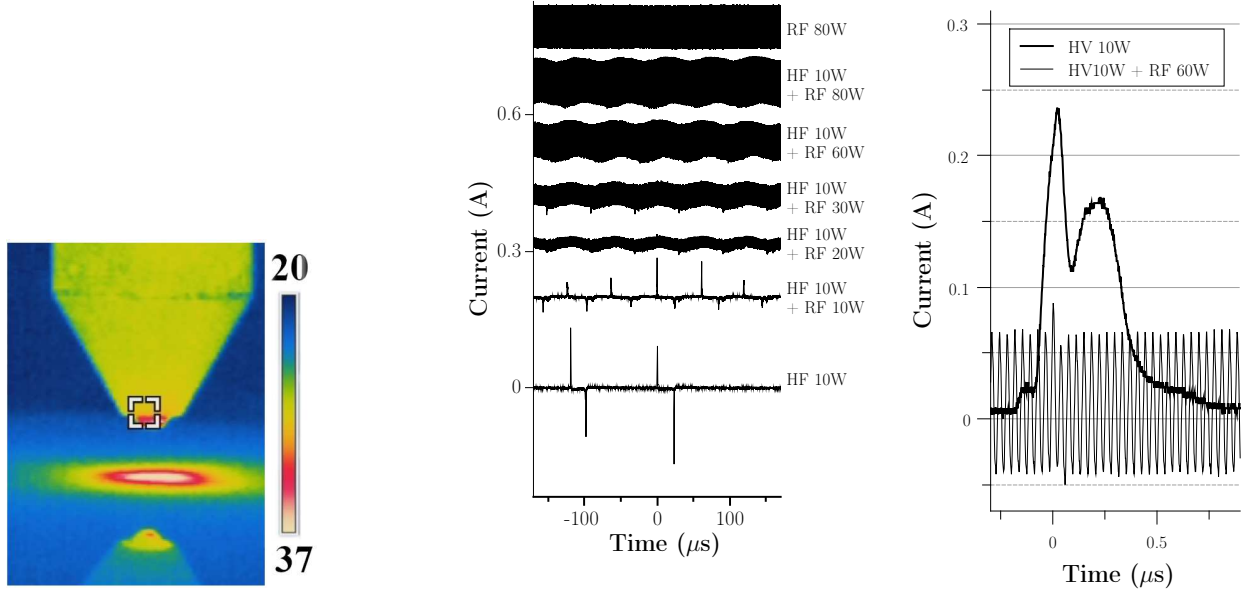 20
37
Current (A)
0.6
0.3
0
RF 80W
HF 10W
+ RF 80W
HF 10W
+ RF 60W
HF 10W
+ RF 30W
HF 10W
+ RF 20W
HF 10W
+ RF 10W
HF 10W
-100
0
100
Time (μs)
Current (A)
0.3
0.2
0.1
0
HV 10W
HV10W + RF 60W
0
0.5
Time (μs)